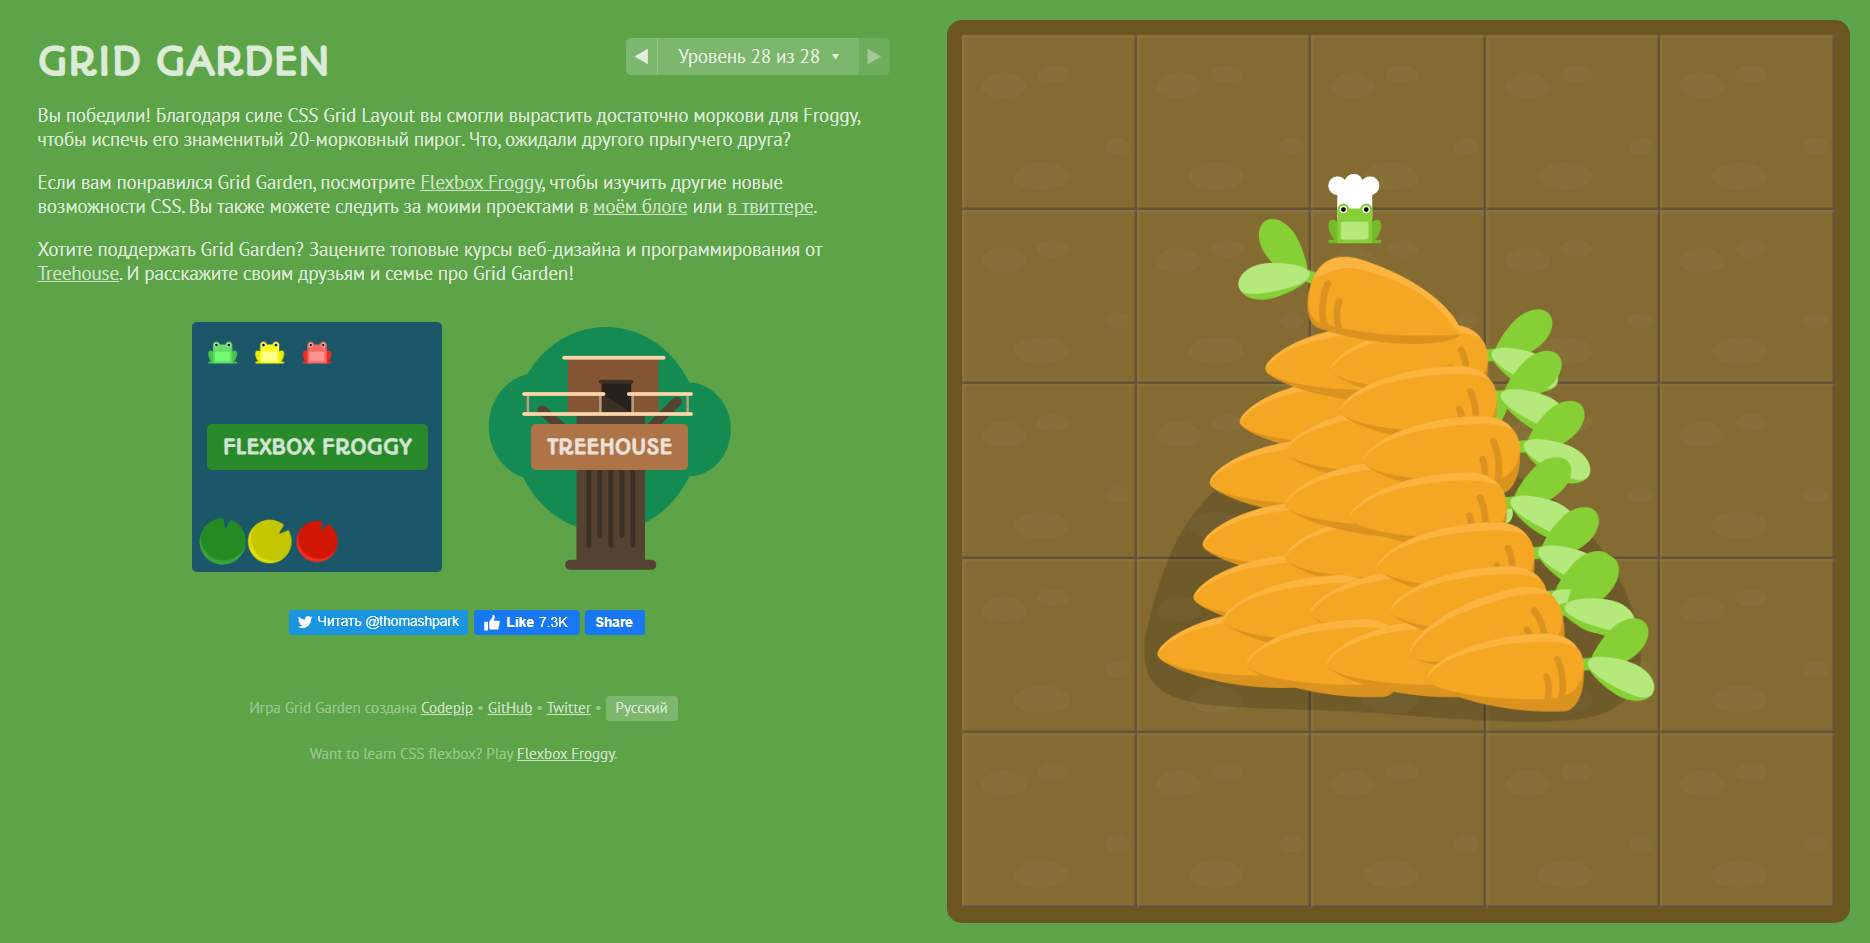 GRID GARDEN
Уровень 28 из 28
Вы победили! Благодаря силе CSS Grid Layout вы смогли вырастить достаточно моркови для Froggy,
чтобы испечь его знаменитый 20-морковный пирог. Что, ожидали другого прыгучего друга?
Если вам понравился Grid Garden, посмотрите Flexbox Froggy, чтобы изучить другие новые
возможности CSS. Вы также можете следить за моими проектами в моём блоге или в твиттере.
Хотите поддержать Grid Garden? Зацените топовые курсы веб-дизайна и программирования от
Treehouse. И расскажите своим друзьям и семье про Grid Garden!
FLEXBOX FROGGY
TREEHOUSE
Читать @thomashpark
Like 7.3K
Share
Игра Grid Garden создана Codepip • GitHub • Twitter • Русский
Want to learn CSS flexbox? Play Flexbox Froggy.